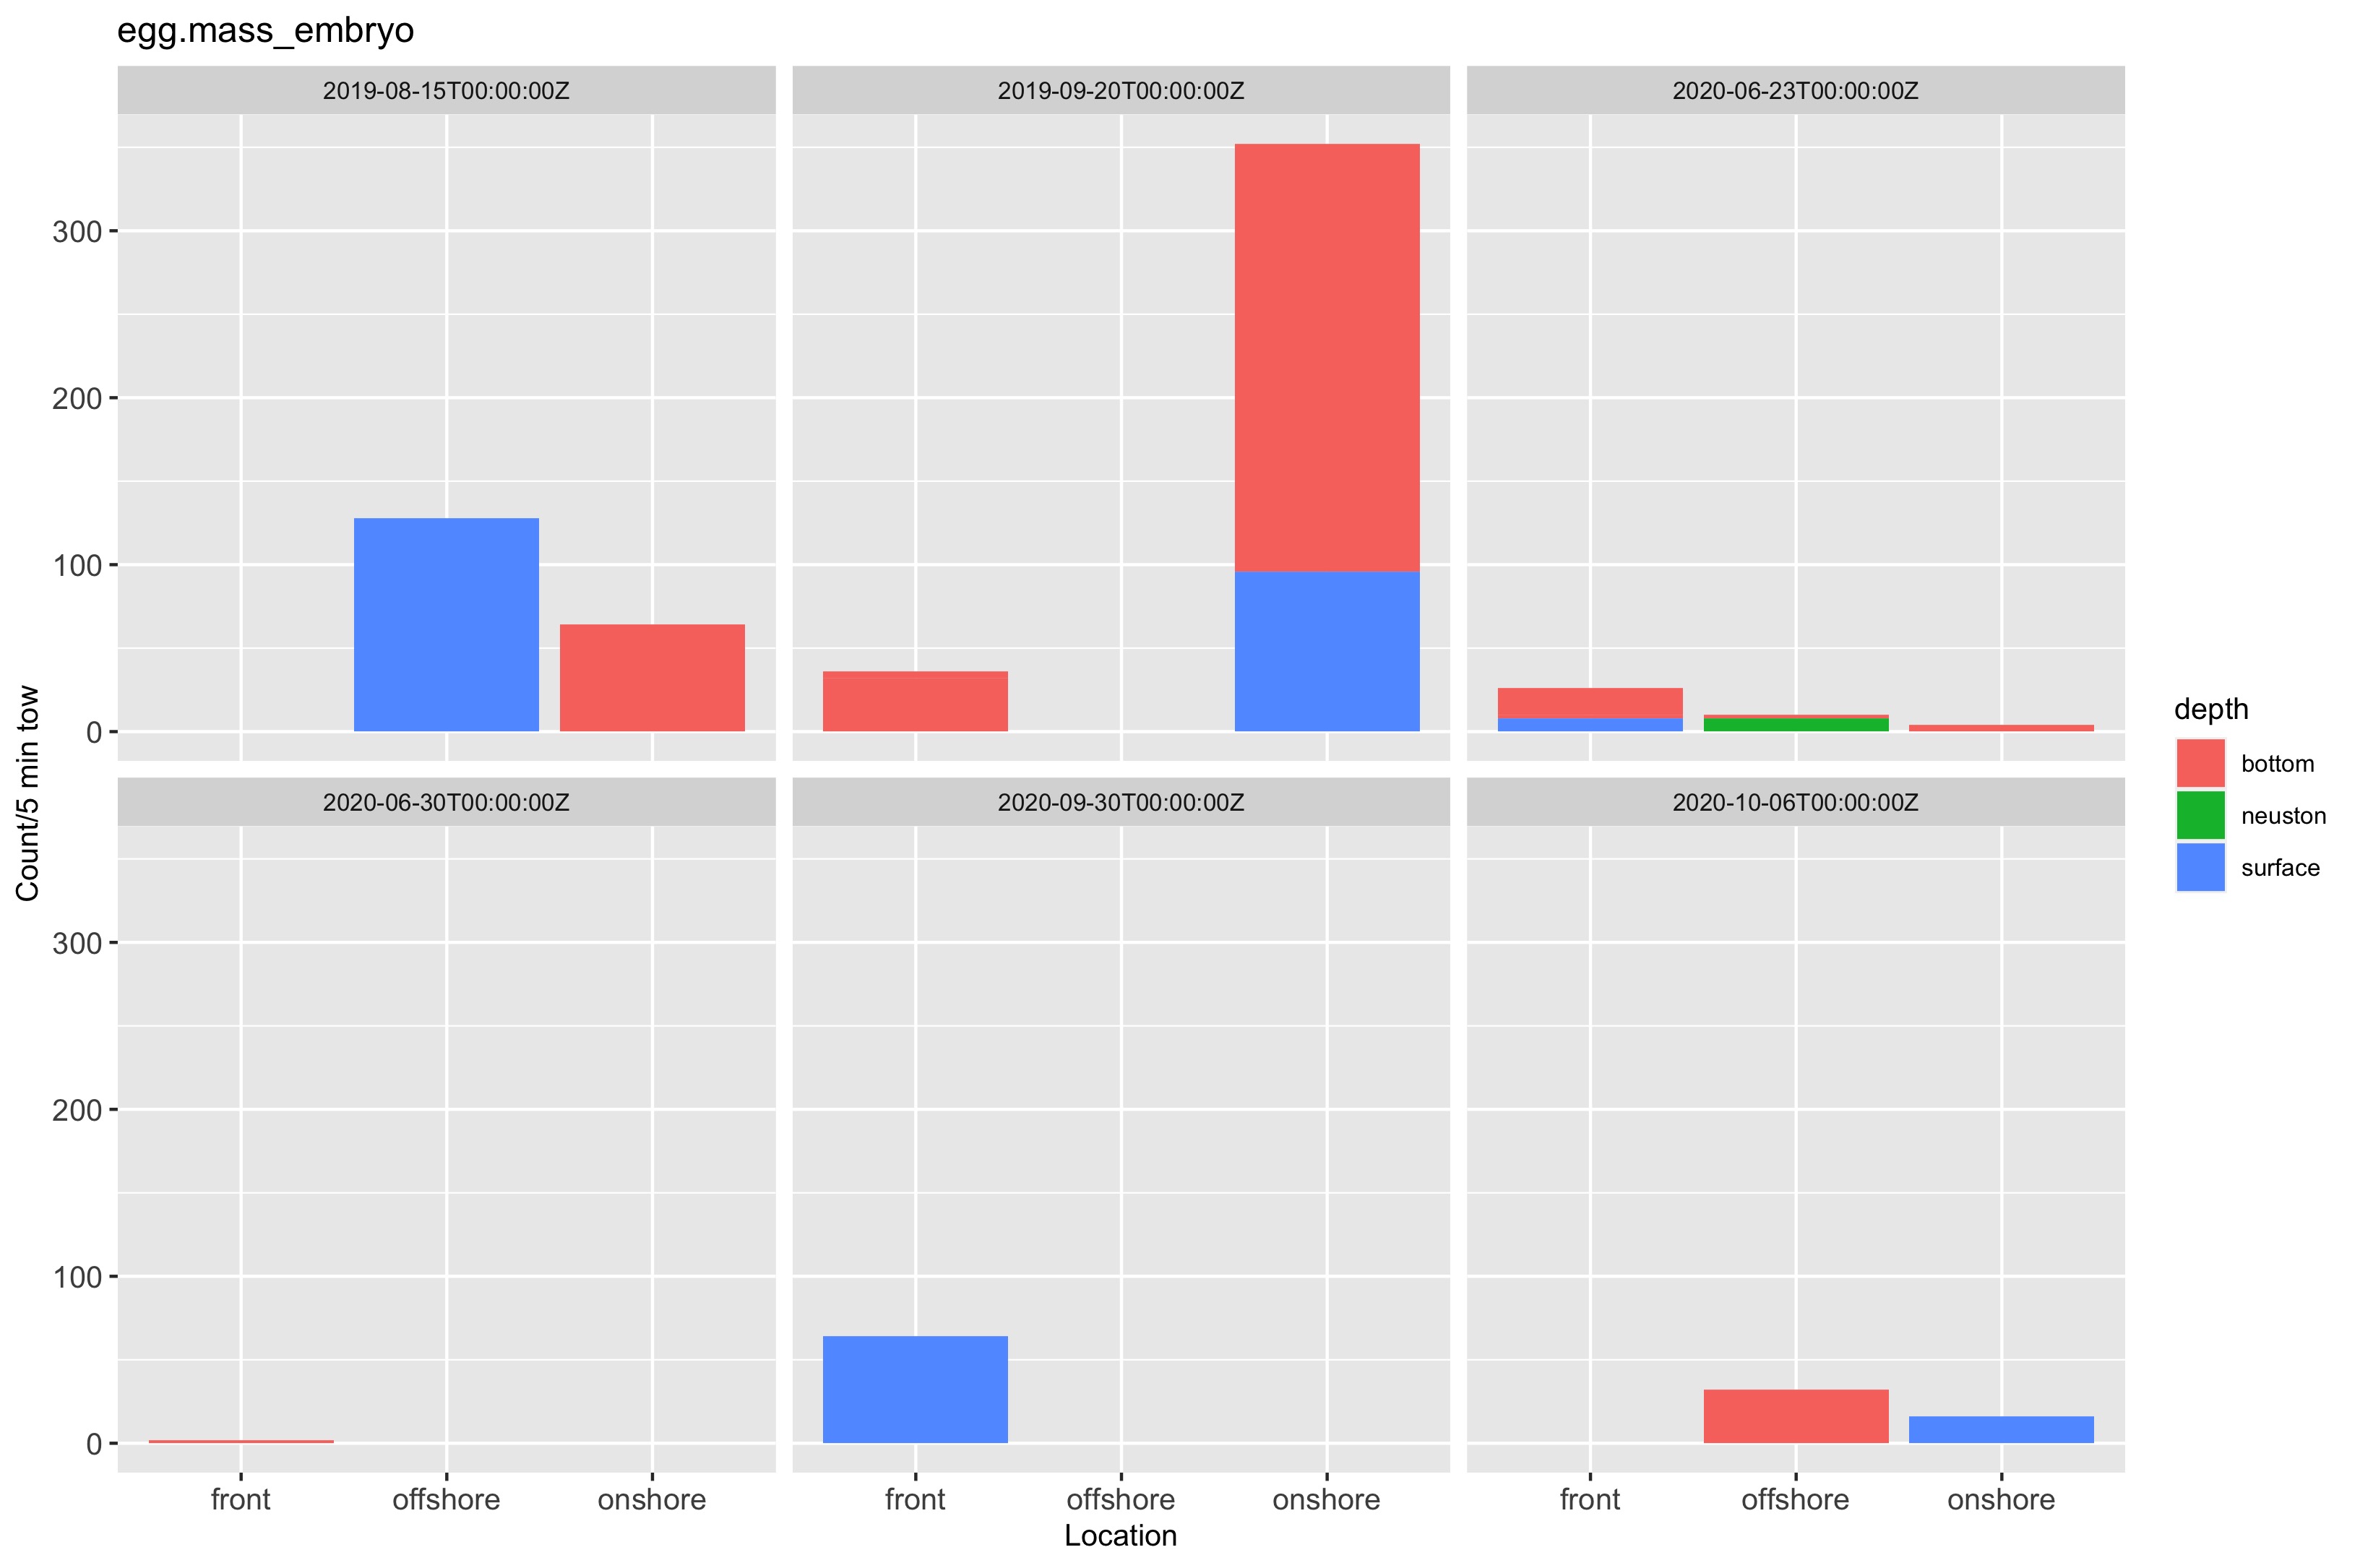 egg.mass_embryo
2019-08-15T00:00:00Z
2019-09-20T00:00:00Z
2020-06-23T00:00:00Z
300
200
100
0
2020-06-30T00:00:00Z
2020-09-30T00:00:00Z
2020-10-06T00:00:00Z
300
200
100
0
front
offshore
onshore
front
offshore
onshore
front
offshore
onshore
Location
Count/5 min tow
depth
bottom
neuston
surface